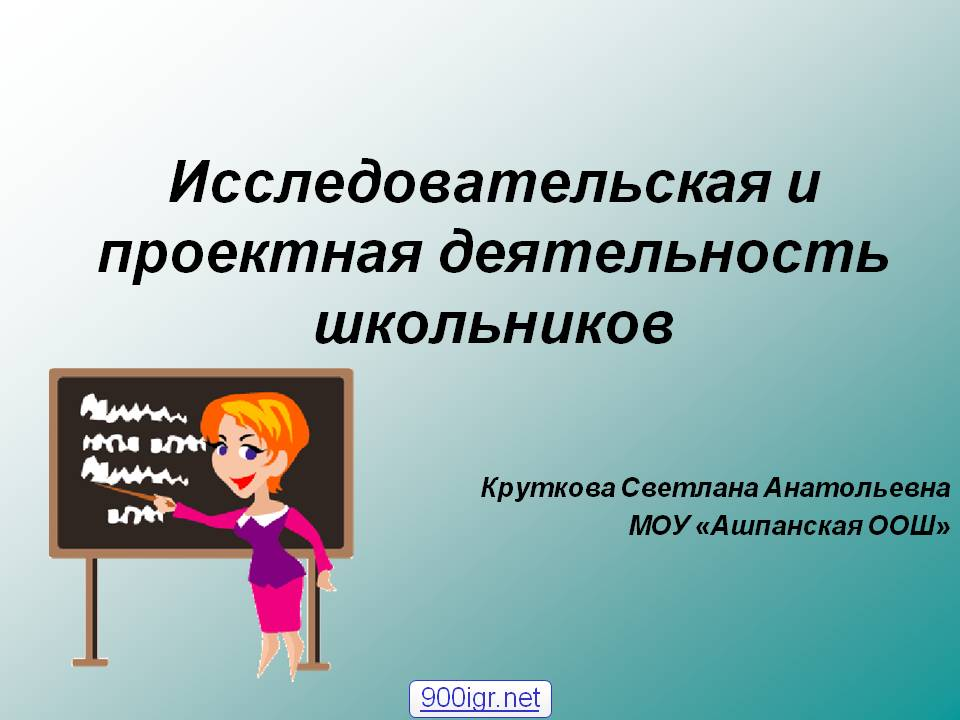 Исследовательская и
проектная деятельность
школьников
Круткова Светлана Анатольевна
МОУ «Ашпанская ООШ»
900igr.net